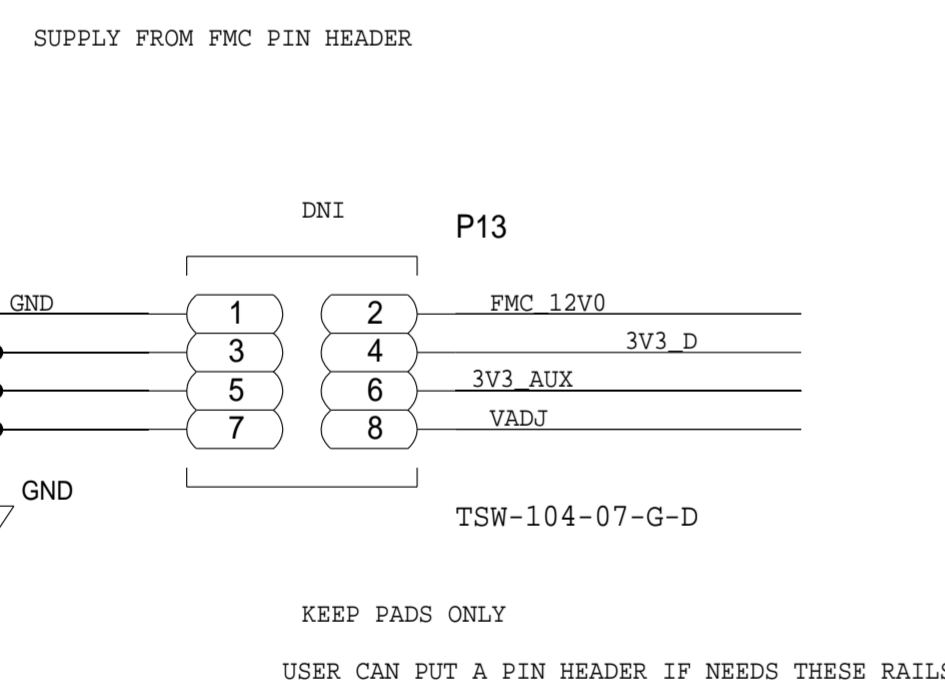 SUPPLY FROM FMC PIN HEADER
DNI
P13
GND 1 2 FMC_12V0
3 4 3V3_D
5 6 3V3_AUX
7 8 VADJ
GND
TSW-104-07-G-D
KEEP PADS ONLY
USER CAN PUT A PIN HEADER IF NEEDS THESE RAILS